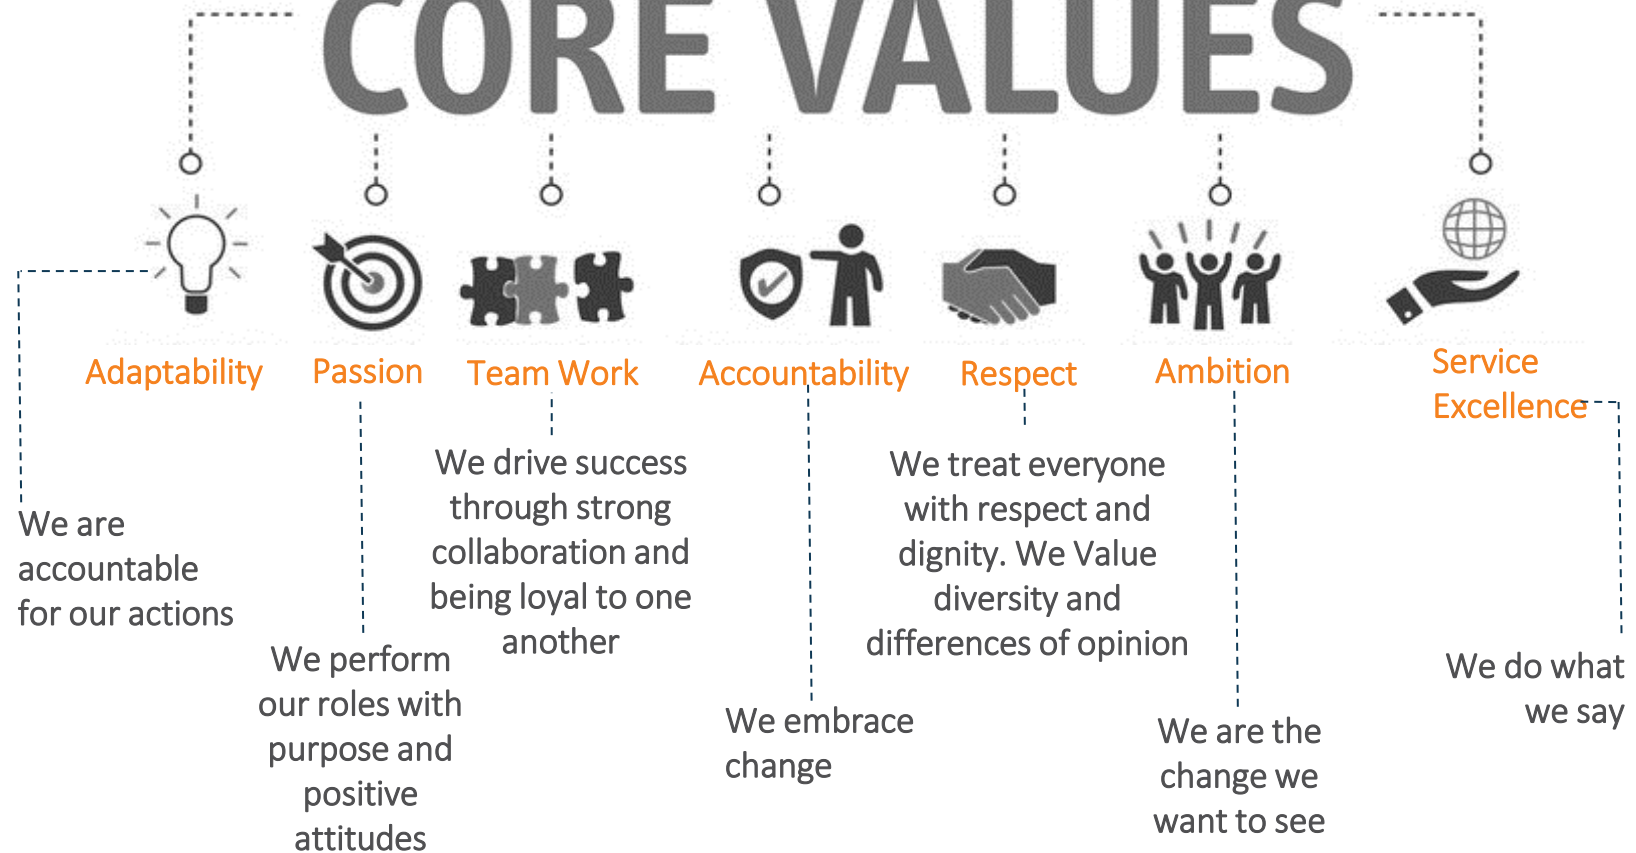 CORE VALUES
Adaptability
We are
accountable
for our actions
Passion
We perform
our roles with
purpose and
positive
attitudes
Team Work
We drive success
through strong
collaboration and
being loyal to one
another
Accountability
We embrace
change
Respect
We treat everyone
with respect and
dignity. We Value
diversity and
differences of opinion
Ambition
We are the
change we
want to see
Service
Excellence
We do what
we say